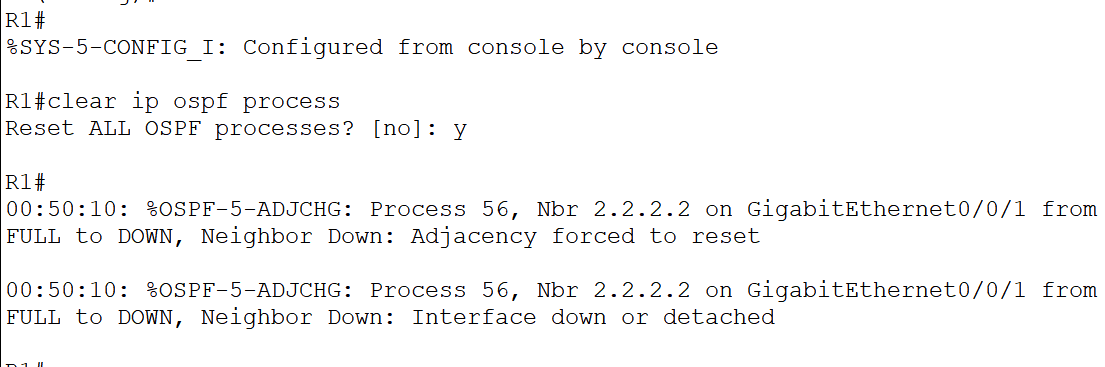 R1#
%SYS-5-CONFIG_I: Configured from console by console
R1#clear ip ospf process
Reset ALL OSPF processes? [no]: y
R1#
00:50:10: %OSPF-5-ADJCHG: Process 56, Nbr 2.2.2.2 on GigabitEthernet0/0/1 from
FULL to DOWN, Neighbor Down: Adjacency forced to reset
00:50:10: %OSPF-5-ADJCHG: Process 56, Nbr 2.2.2.2 on GigabitEthernet0/0/1 from
FULL to DOWN, Neighbor Down: Interface down or detached